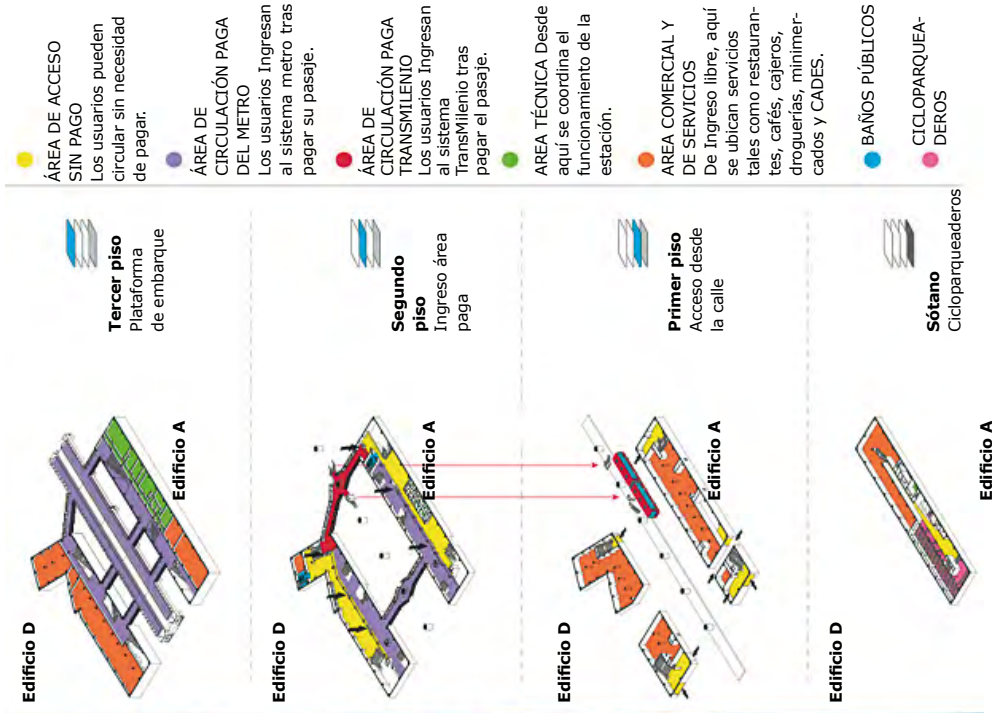 ÁREA DE ACCESO
SIN PAGO
Los usuarios pueden
circular sin necesidad
de pagar.
ÁREA DE
CIRCULACIÓN PAGA
DEL METRO
Los usuarios Ingresan
al sistema metro tras
pagar su pasaje.
ÁREA DE
CIRCULACIÓN PAGA
TRANSMILENIO
Los usuarios Ingresan
al sistema
TransMilenio tras
pagar el pasaje.
AREA TÉCNICA Desde
aquí se coordina el
funcionamiento de la
estación.
AREA COMERCIAL Y
DE SERVICIOS
De Ingreso libre, aquí
se ubican servicios
tales como restauran-
tes, cafés, cajeros,
droguerías, minimer-
cados y CADES.
BAÑOS PÚBLICOS
CICLOPARQUEA-
DEROS
Tercer piso
Plataforma
de embarque
Edificio D
Edificio A
Segundo
piso
Ingreso área
paga
Edificio D
Edificio A
Primer piso
Acceso desde
la calle
Edificio D
Edificio A
Sótano
Cicloparqueaderos
Edificio A